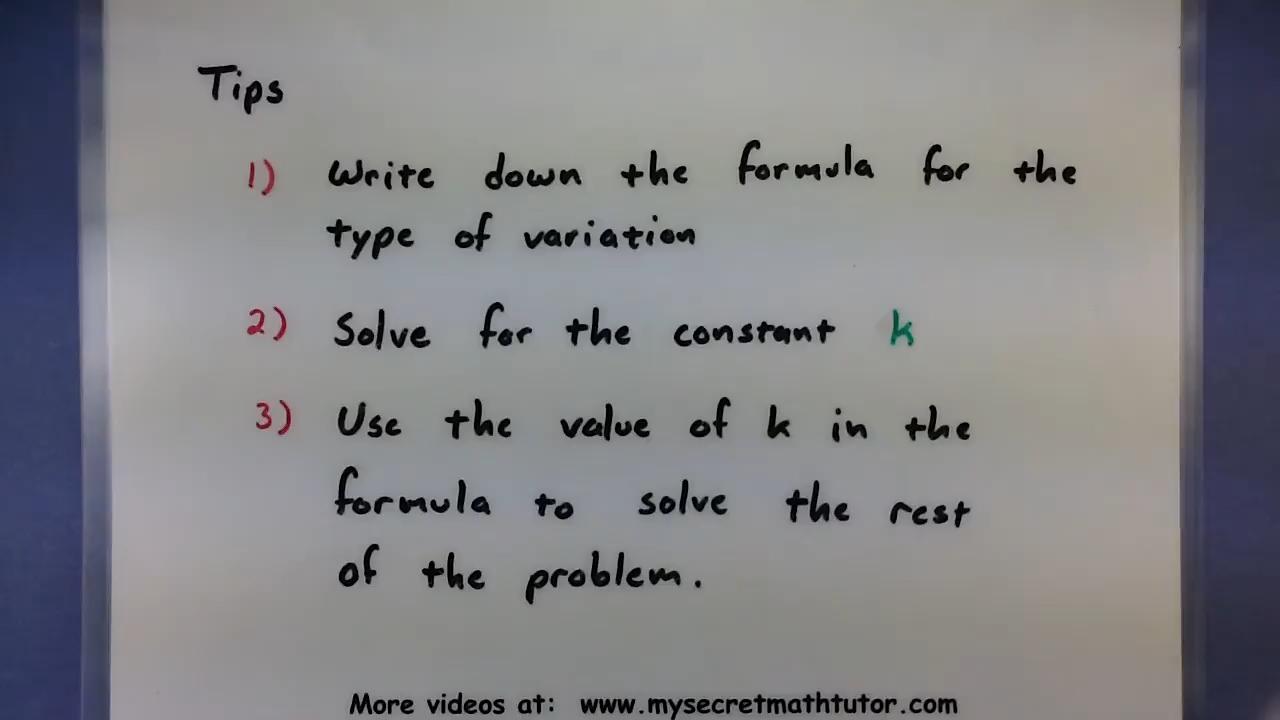 Tips
1) Write down the formula for the
type of variation
2) Solve for the constant k
3) Use the value of k in the
formula to solve the rest
of the problem.
More videos at: www.mysecretmathtutor.com